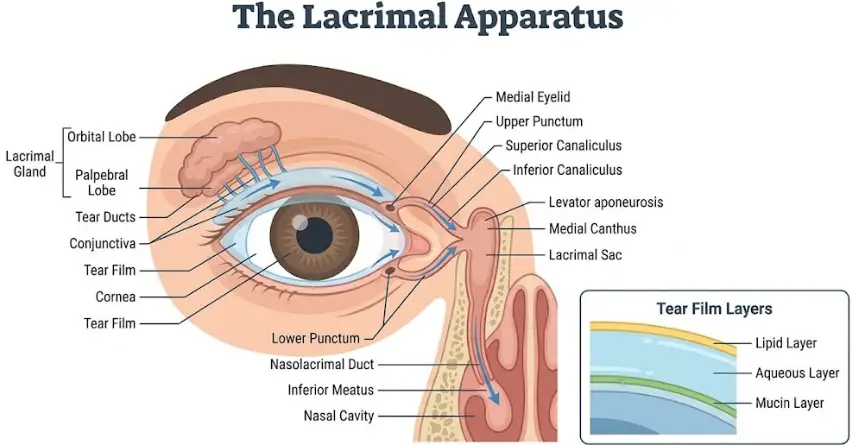 The Lacrimal Apparatus
Lacrimal
Gland
Orbital Lobe
Palpebral
Lobe
Tear Ducts
Conjunctiva
Tear Film
Cornea
Tear Film
Lower Punctum
Nasolacrimal Duct
Inferior Meatus
Nasal Cavity
Medial Eyelid
Upper Punctum
Superior Canaliculus
Inferior Canaliculus
Levator aponeurosis
Medial Canthus
Lacrimal Sac
Tear Film Layers
Lipid Layer
Aqueous Layer
Mucin Layer